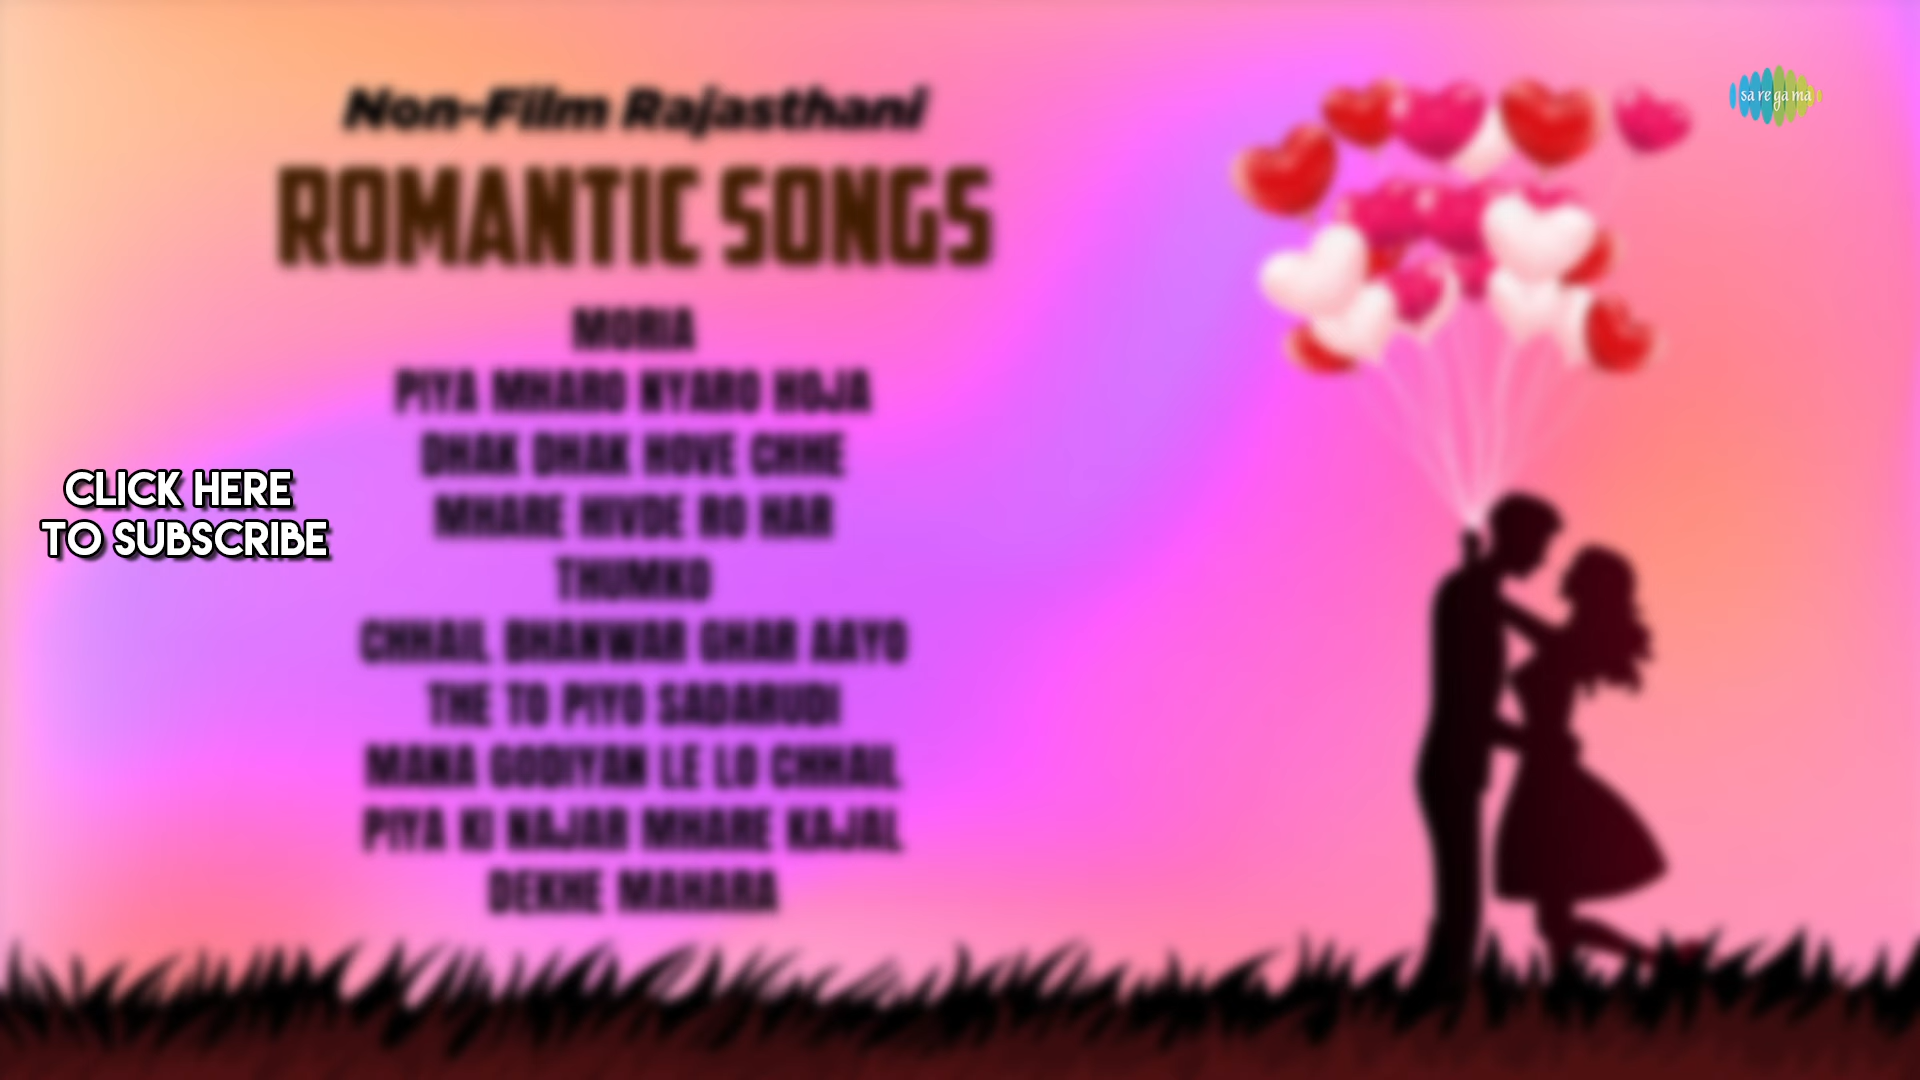 Non-Film Rajasthani
ROMANTIC SONGS
MORIA
PIYA MHARO NYARO HOJA
DHAK DHAK HOVE CHHE
MHARE HIVDE RO HAR
THUMKO
CHHAIL BHANWAR GHAR AAYO
THE TO PIYO SADARUDI
MANA GODIYAN LE LO CHHAIL
PIYA KI NAJAR MHARE KAJAL
DEKHE MAHARA
CLICK HERE
TO SUBSCRIBE
sa re ga ma